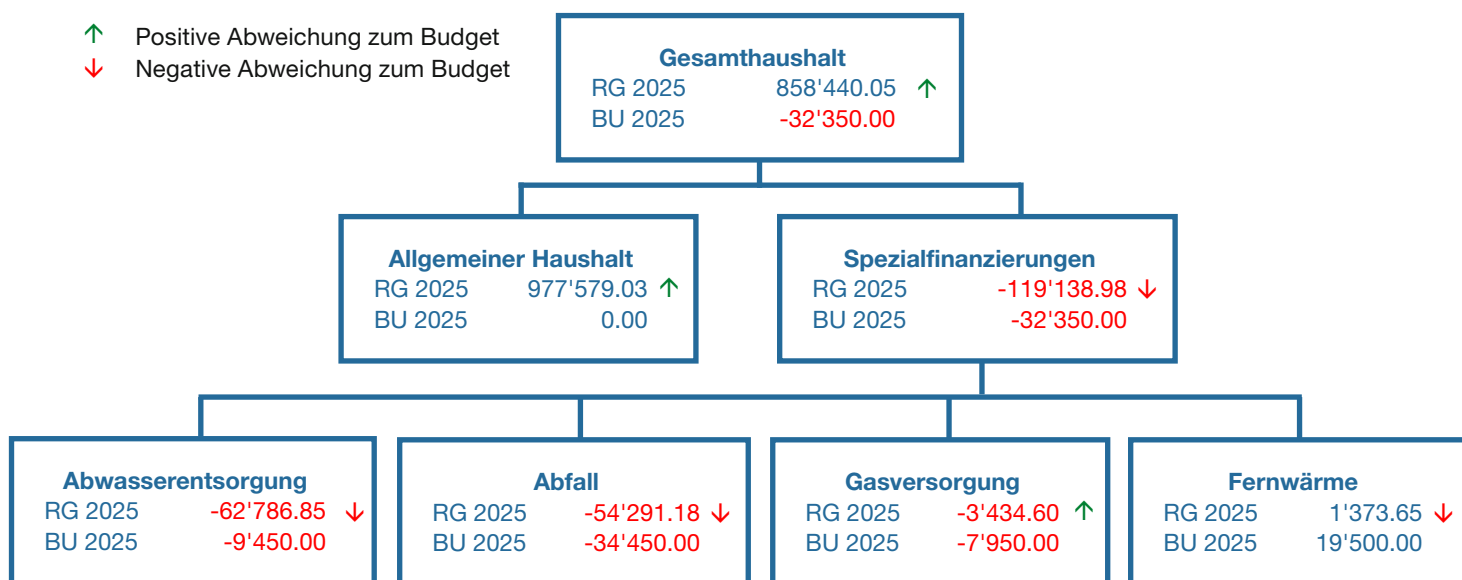 ↑ Positive Abweichung zum Budget
↓ Negative Abweichung zum Budget
Gesamthaushalt
RG 2025 858'440.05 ↑
BU 2025 -32'350.00
Allgemeiner Haushalt
RG 2025 977'579.03 ↑
BU 2025 0.00
Spezialfinanzierungen
RG 2025 -119'138.98 ↓
BU 2025 -32'350.00
Abwasserentsorgung
RG 2025 -62'786.85 ↓
BU 2025 -9'450.00
Abfall
RG 2025 -54'291.18 ↓
BU 2025 -34'450.00
Gasversorgung
RG 2025 -3'434.60 ↑
BU 2025 -7'950.00
Fernwärme
RG 2025 1'373.65 ↓
BU 2025 19'500.00